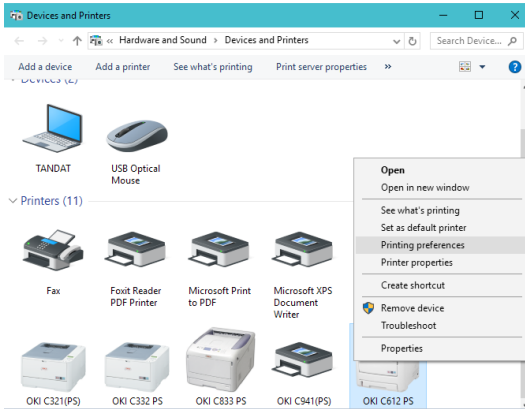 Devices and Printers
« Hardware and Sound > Devices and Printers
Search Device...
Add a device Add a printer See what's printing Print server properties »
Devices (2)
TANDAT
USB Optical
Mouse
Printers (11)
Fax
Foxit Reader
PDF Printer
Microsoft Print
to PDF
Microsoft XPS
Document
Writer
Open
Open in new window
See what's printing
Set as default printer
Printing preferences
Printer properties
Create shortcut
Remove device
Troubleshoot
Properties
OKI C321(PS)
OKI C332 PS
OKI C833 PS
OKI C941(PS)
OKI C612 PS